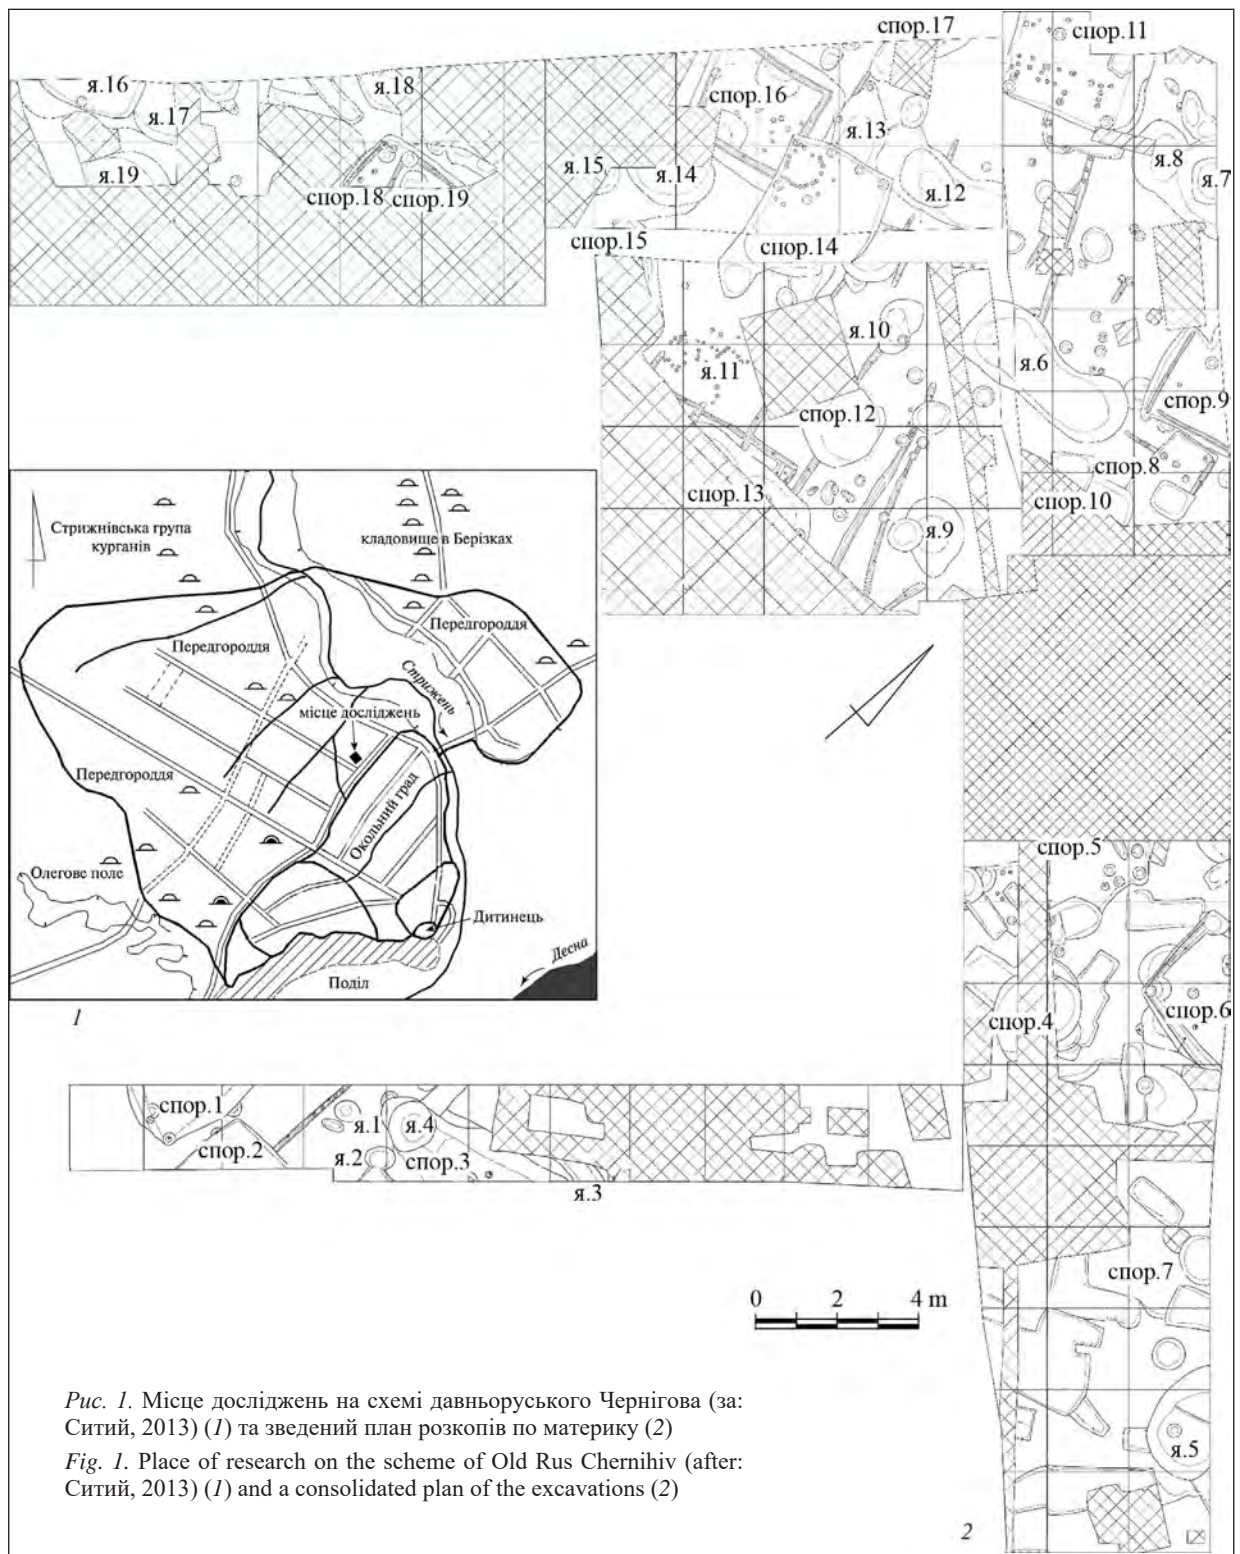 спор.17
спор.11
я.16
я.18
спор.16
я.17
я.13
я.8
я.15
я.14
я.19
я.12
я.7
спор.18
спор.19
спор.15
спор.14
я.10
я.6
я.11
спор.9
спор.12
спор.8
спор.13
спор.10
я.9
Стрижнівська група
курганів
кладовище в Берізках
Передгороддя
Передгороддя
Стрижень
місце досліджень
Передгороддя
Окольний град
Олегове поле
Дитинець
Десна
Поділ
1
спор.5
спор.4
спор.6
спор.1
я.1
я.4
спор.2
я.2
спор.3
я.3
спор.7
0 2 4 m
я.5
2
Рис. 1. Місце досліджень на схемі давньоруського Чернігова (за:
Ситий, 2013) (1) та зведений план розкопів по материку (2)
Fig. 1. Place of research on the scheme of Old Rus Chernihiv (after:
Ситий, 2013) (1) and a consolidated plan of the excavations (2)